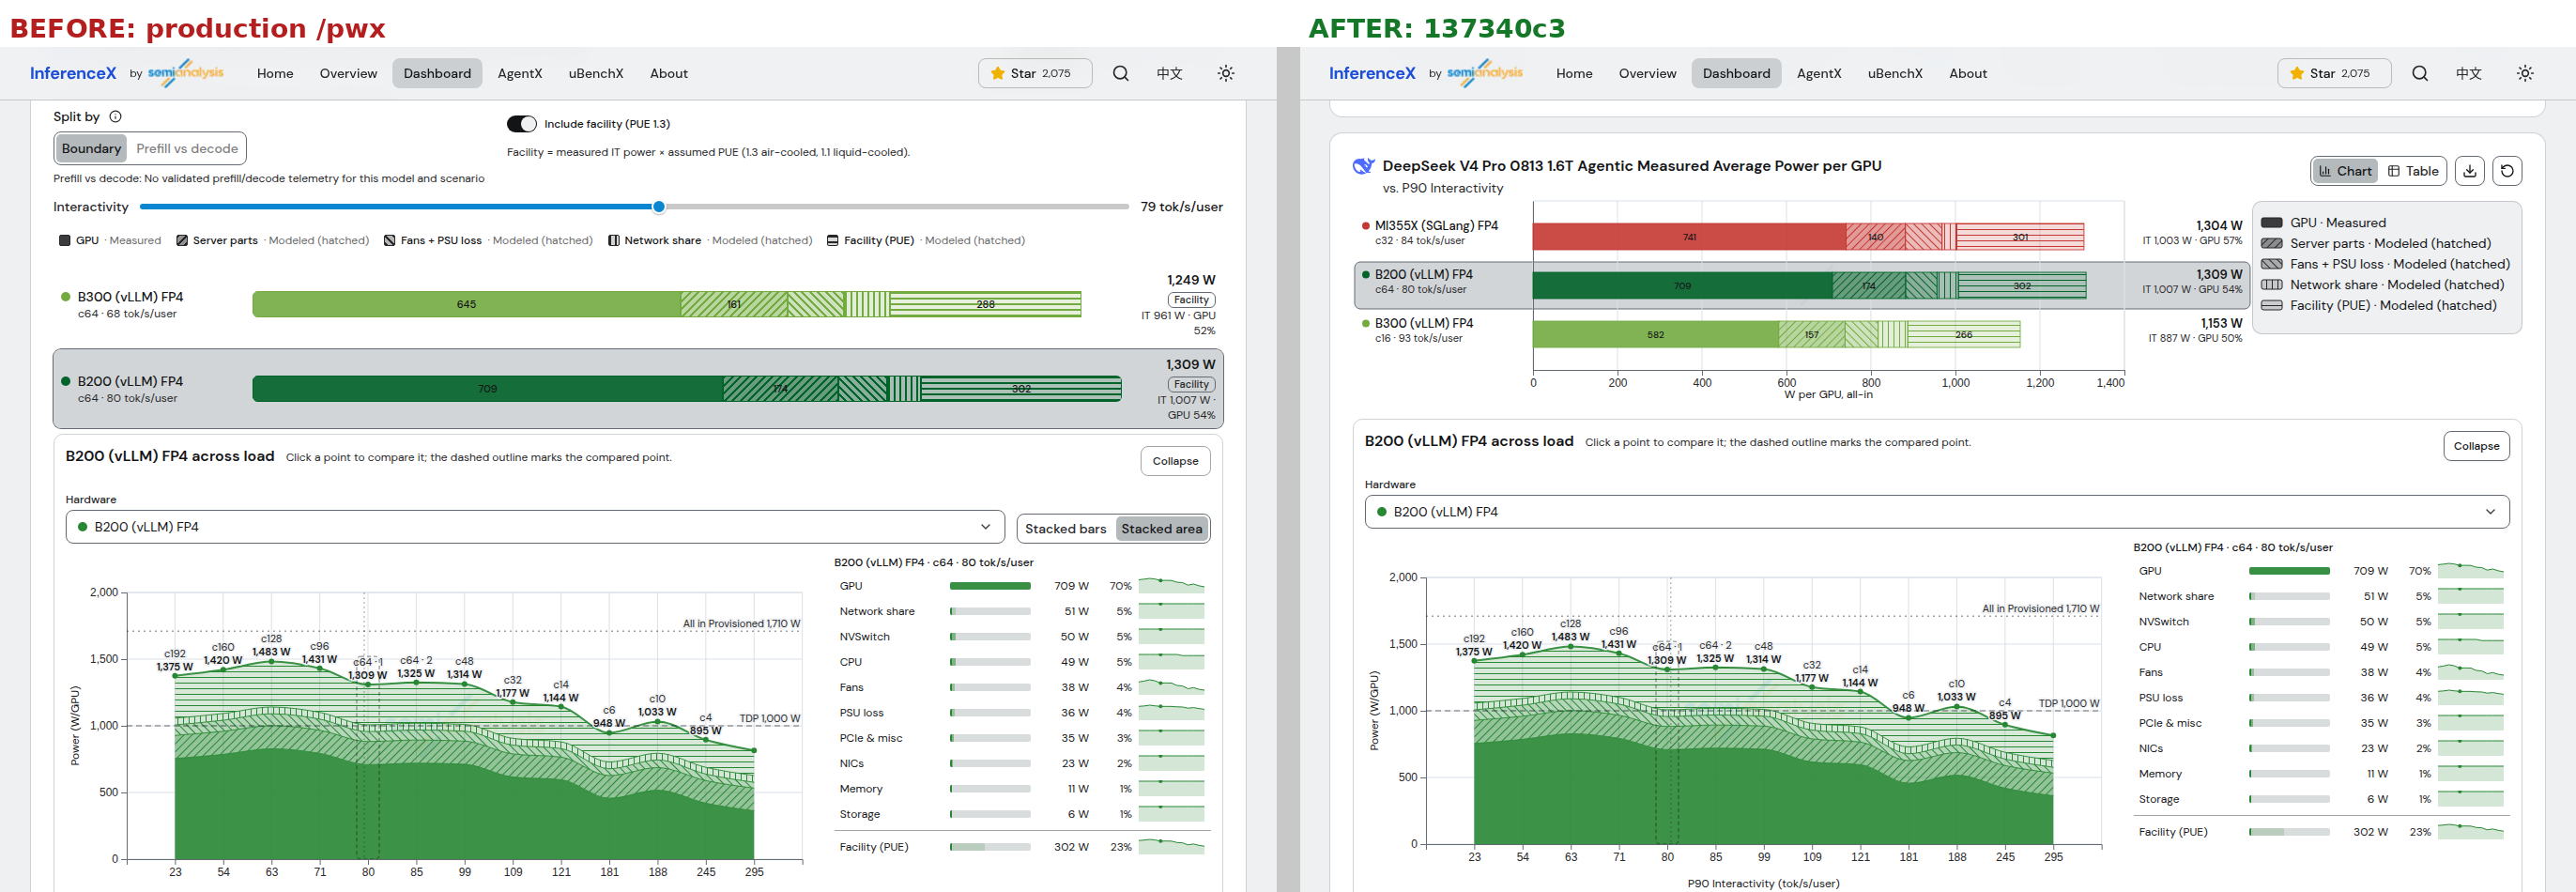 BEFORE: production /pwx
InferenceX by semianalysis Home Overview Dashboard AgentX uBenchX About Star 2,075 中文
Split by
Boundary Prefill vs decode
Include facility (PUE 1.3)
Facility = measured IT power × assumed PUE (1.3 air-cooled, 1.1 liquid-cooled).
Prefill vs decode: No validated prefill/decode telemetry for this model and scenario
Interactivity 79 tok/s/user
GPU · Measured Server parts · Modeled (hatched) Fans + PSU loss · Modeled (hatched) Network share · Modeled (hatched) Facility (PUE) · Modeled (hatched)
B300 (vLLM) FP4
c64 · 68 tok/s/user
645 161 288
1,249 W
Facility
IT 961 W · GPU
52%
B200 (vLLM) FP4
c64 · 80 tok/s/user
709 174 302
1,309 W
Facility
IT 1,007 W ·
GPU 54%
B200 (vLLM) FP4 across load Click a point to compare it; the dashed outline marks the compared point.
Collapse
Hardware
B200 (vLLM) FP4
Stacked bars Stacked area
Power (W/GPU)
2,000
1,500
1,000
500
0
All in Provisioned 1,710 W
TDP 1,000 W
c192
1,375 W
c160
1,420 W
c128
1,483 W
c96
1,431 W
c64 · 1
1,309 W
c64 · 2
1,325 W
c48
1,314 W
c32
1,177 W
c14
1,144 W
c6
948 W
c10
1,033 W
c4
895 W
23 54 63 71 80 85 99 109 121 181 188 245 295
B200 (vLLM) FP4 · c64 · 80 tok/s/user
GPU 709 W 70%
Network share 51 W 5%
NVSwitch 50 W 5%
CPU 49 W 5%
Fans 38 W 4%
PSU loss 36 W 4%
PCIe & misc 35 W 3%
NICs 23 W 2%
Memory 11 W 1%
Storage 6 W 1%
Facility (PUE) 302 W 23%
AFTER: 137340c3
InferenceX by semianalysis Home Overview Dashboard AgentX uBenchX About Star 2,075 中文
DeepSeek V4 Pro 0813 1.6T Agentic Measured Average Power per GPU
vs. P90 Interactivity
Chart Table
MI355X (SGLang) FP4
c32 · 84 tok/s/user
741 140 301
1,304 W
IT 1,003 W · GPU 57%
B200 (vLLM) FP4
c64 · 80 tok/s/user
709 174 302
1,309 W
IT 1,007 W · GPU 54%
B300 (vLLM) FP4
c16 · 93 tok/s/user
582 157 266
1,153 W
IT 887 W · GPU 50%
0 200 400 600 800 1,000 1,200 1,400
W per GPU, all-in
GPU · Measured
Server parts · Modeled (hatched)
Fans + PSU loss · Modeled (hatched)
Network share · Modeled (hatched)
Facility (PUE) · Modeled (hatched)
B200 (vLLM) FP4 across load Click a point to compare it; the dashed outline marks the compared point.
Collapse
Hardware
B200 (vLLM) FP4
Power (W/GPU)
2,000
1,500
1,000
500
0
All in Provisioned 1,710 W
TDP 1,000 W
c192
1,375 W
c160
1,420 W
c128
1,483 W
c96
1,431 W
c64 · 1
1,309 W
c64 · 2
1,325 W
c48
1,314 W
c32
1,177 W
c14
1,144 W
c6
948 W
c10
1,033 W
c4
895 W
23 54 63 71 80 85 99 109 121 181 188 245 295
P90 Interactivity (tok/s/user)
B200 (vLLM) FP4 · c64 · 80 tok/s/user
GPU 709 W 70%
Network share 51 W 5%
NVSwitch 50 W 5%
CPU 49 W 5%
Fans 38 W 4%
PSU loss 36 W 4%
PCIe & misc 35 W 3%
NICs 23 W 2%
Memory 11 W 1%
Storage 6 W 1%
Facility (PUE) 302 W 23%